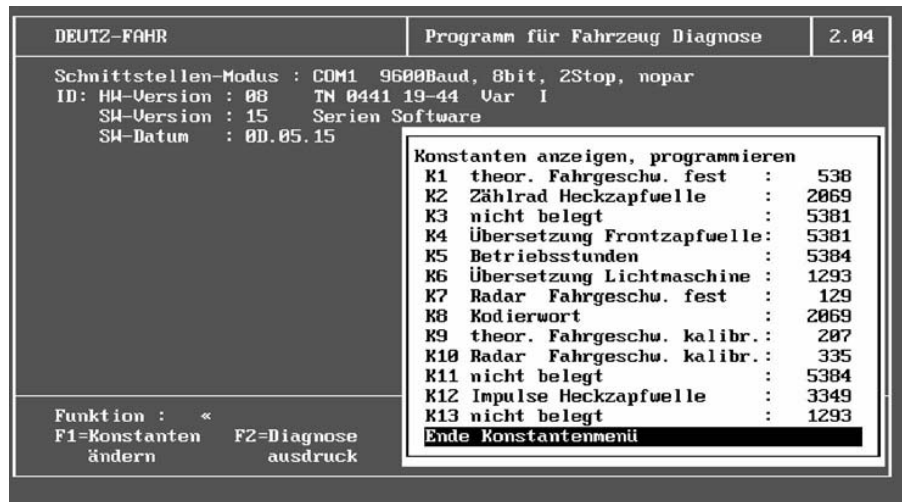 DEUTZ-FAHR Programm für Fahrzeug Diagnose 2.04
Schnittstellen-Modus : COM1 9600Baud, 8bit, 2Stop, nopar
ID: HW-Version : 08 TN 0441 19-44 Var I
SW-Version : 15 Serien Software
SW-Datum : 0D.05.15
Konstanten anzeigen, programmieren
K1 theor. Fahrgeschw. fest : 538
K2 Zählrad Heckzapfwelle : 2069
K3 nicht belegt : 5381
K4 Übersetzung Frontzapfwelle: 5381
K5 Betriebsstunden : 5384
K6 Übersetzung Lichtmaschine : 1293
K7 Radar Fahrgeschw. fest : 129
K8 Kodierwort : 2069
K9 theor. Fahrgeschw. kalibr.: 207
K10 Radar Fahrgeschw. kalibr.: 335
K11 nicht belegt : 5384
K12 Impulse Heckzapfwelle : 3349
K13 nicht belegt : 1293
Ende Konstantenmenü
Funktion : «
F1=Konstanten F2=Diagnose
ändern ausdruck